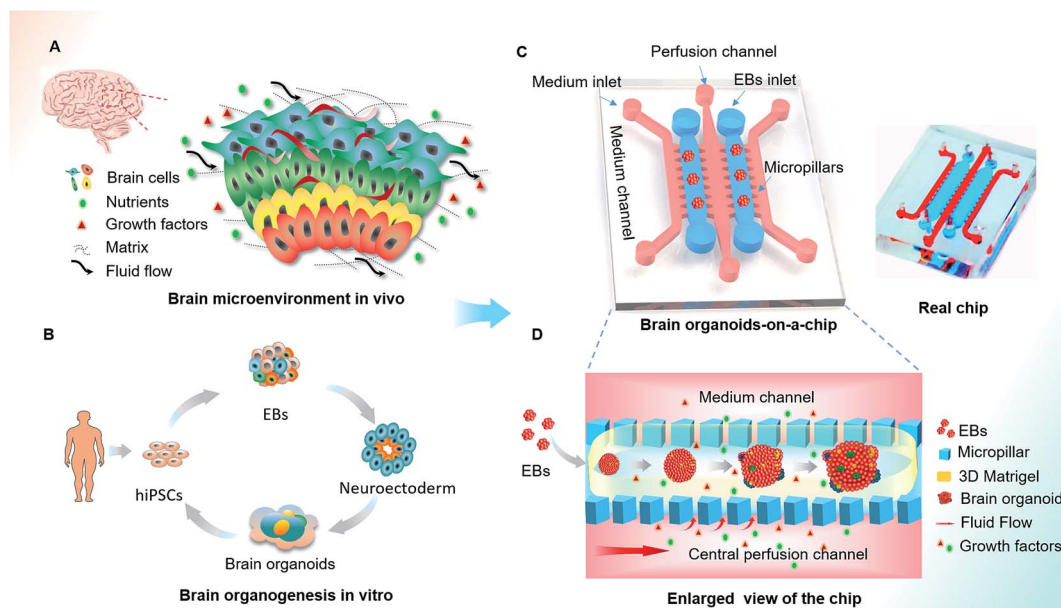 A
Brain cells
Nutrients
Growth factors
Matrix
Fluid flow
Brain microenvironment in vivo
B
EBs
hiPSCs
Neuroectoderm
Brain organoids
Brain organogenesis in vitro
C
Perfusion channel
Medium inlet
EBs inlet
Medium channel
Micropillars
Brain organoids-on-a-chip
Real chip
D
Medium channel
EBs
Central perfusion channel
EBs
Micropillar
3D Matrigel
Brain organoid
Fluid Flow
Growth factors
Enlarged view of the chip